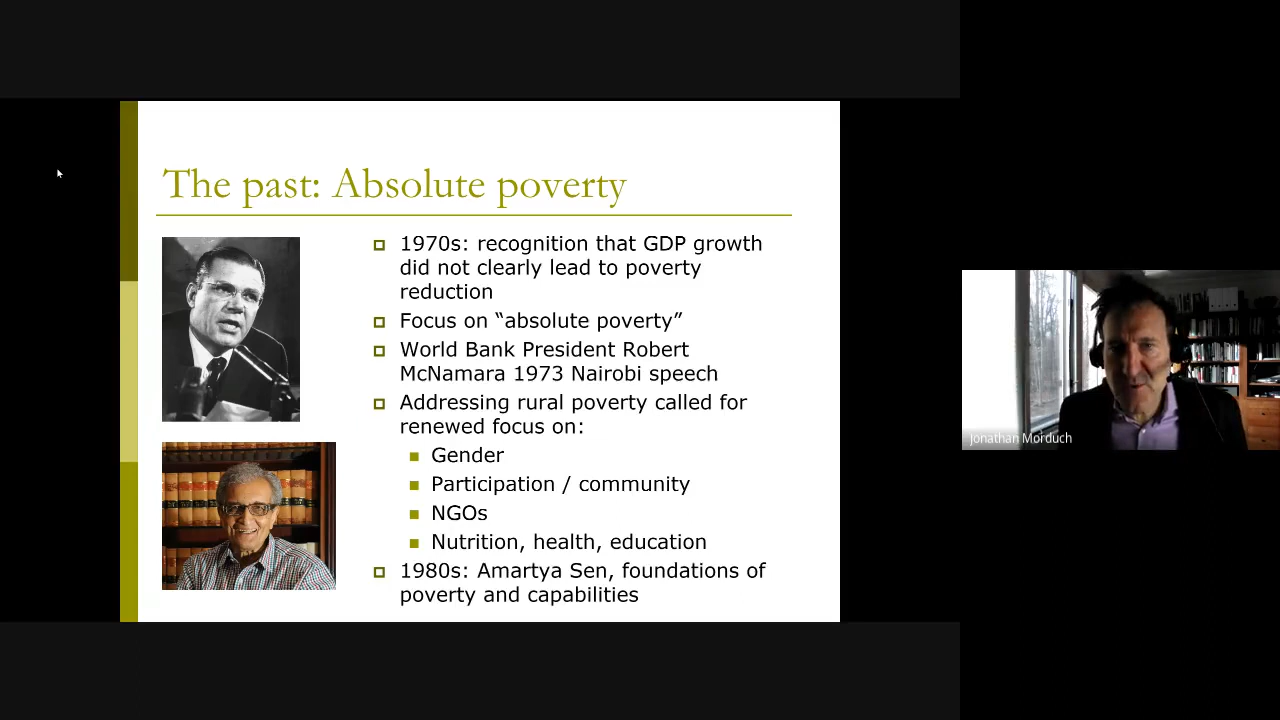 The past: Absolute poverty
1970s: recognition that GDP growth
did not clearly lead to poverty
reduction
Focus on “absolute poverty”
World Bank President Robert
McNamara 1973 Nairobi speech
Addressing rural poverty called for
renewed focus on:
Gender
Participation / community
NGOs
Nutrition, health, education
1980s: Amartya Sen, foundations of
poverty and capabilities
Jonathan Morduch